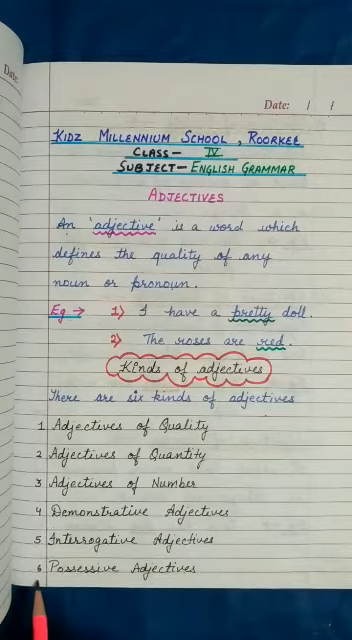 Date
Date: / /
KIDZ MILLENNIUM SCHOOL, ROORKEE
CLASS- IV
SUBJECT- ENGLISH GRAMMAR
ADJECTIVES
An 'adjective' is a word which
defines the quality of any
noun or pronoun.
Eg → 1) I have a pretty doll.
2) The roses are red.
Kinds of adjectives
There are six kinds of adjectives
1 Adjectives of Quality
2 Adjectives of Quantity
3 Adjectives of Number
4 Demonstrative Adjectives
5 Interrogative Adjectives
6 Possessive Adjectives